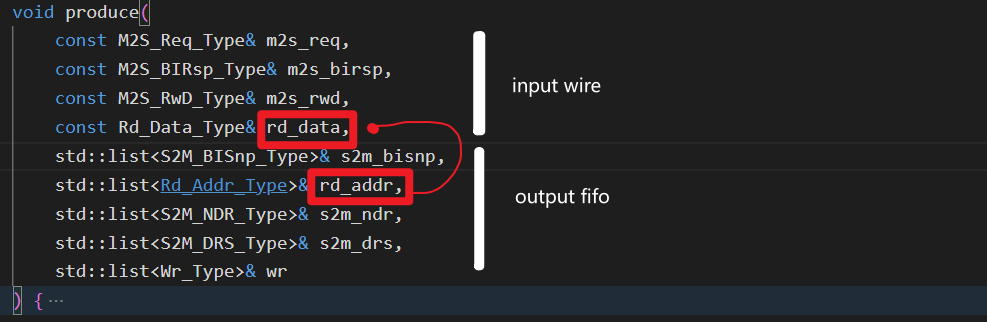 void produce(
const M2S_Req_Type& m2s_req,
const M2S_BIRsp_Type& m2s_birsp,
const M2S_RwD_Type& m2s_rwd,
input wire
const Rd_Data_Type& rd_data,
std::list<S2M_BISnp_Type>& s2m_bisnp,
std::list<Rd_Addr_Type>& rd_addr,
output fifo
std::list<S2M_NDR_Type>& s2m_ndr,
std::list<S2M_DRS_Type>& s2m_drs,
std::list<Wr_Type>& wr
) {···